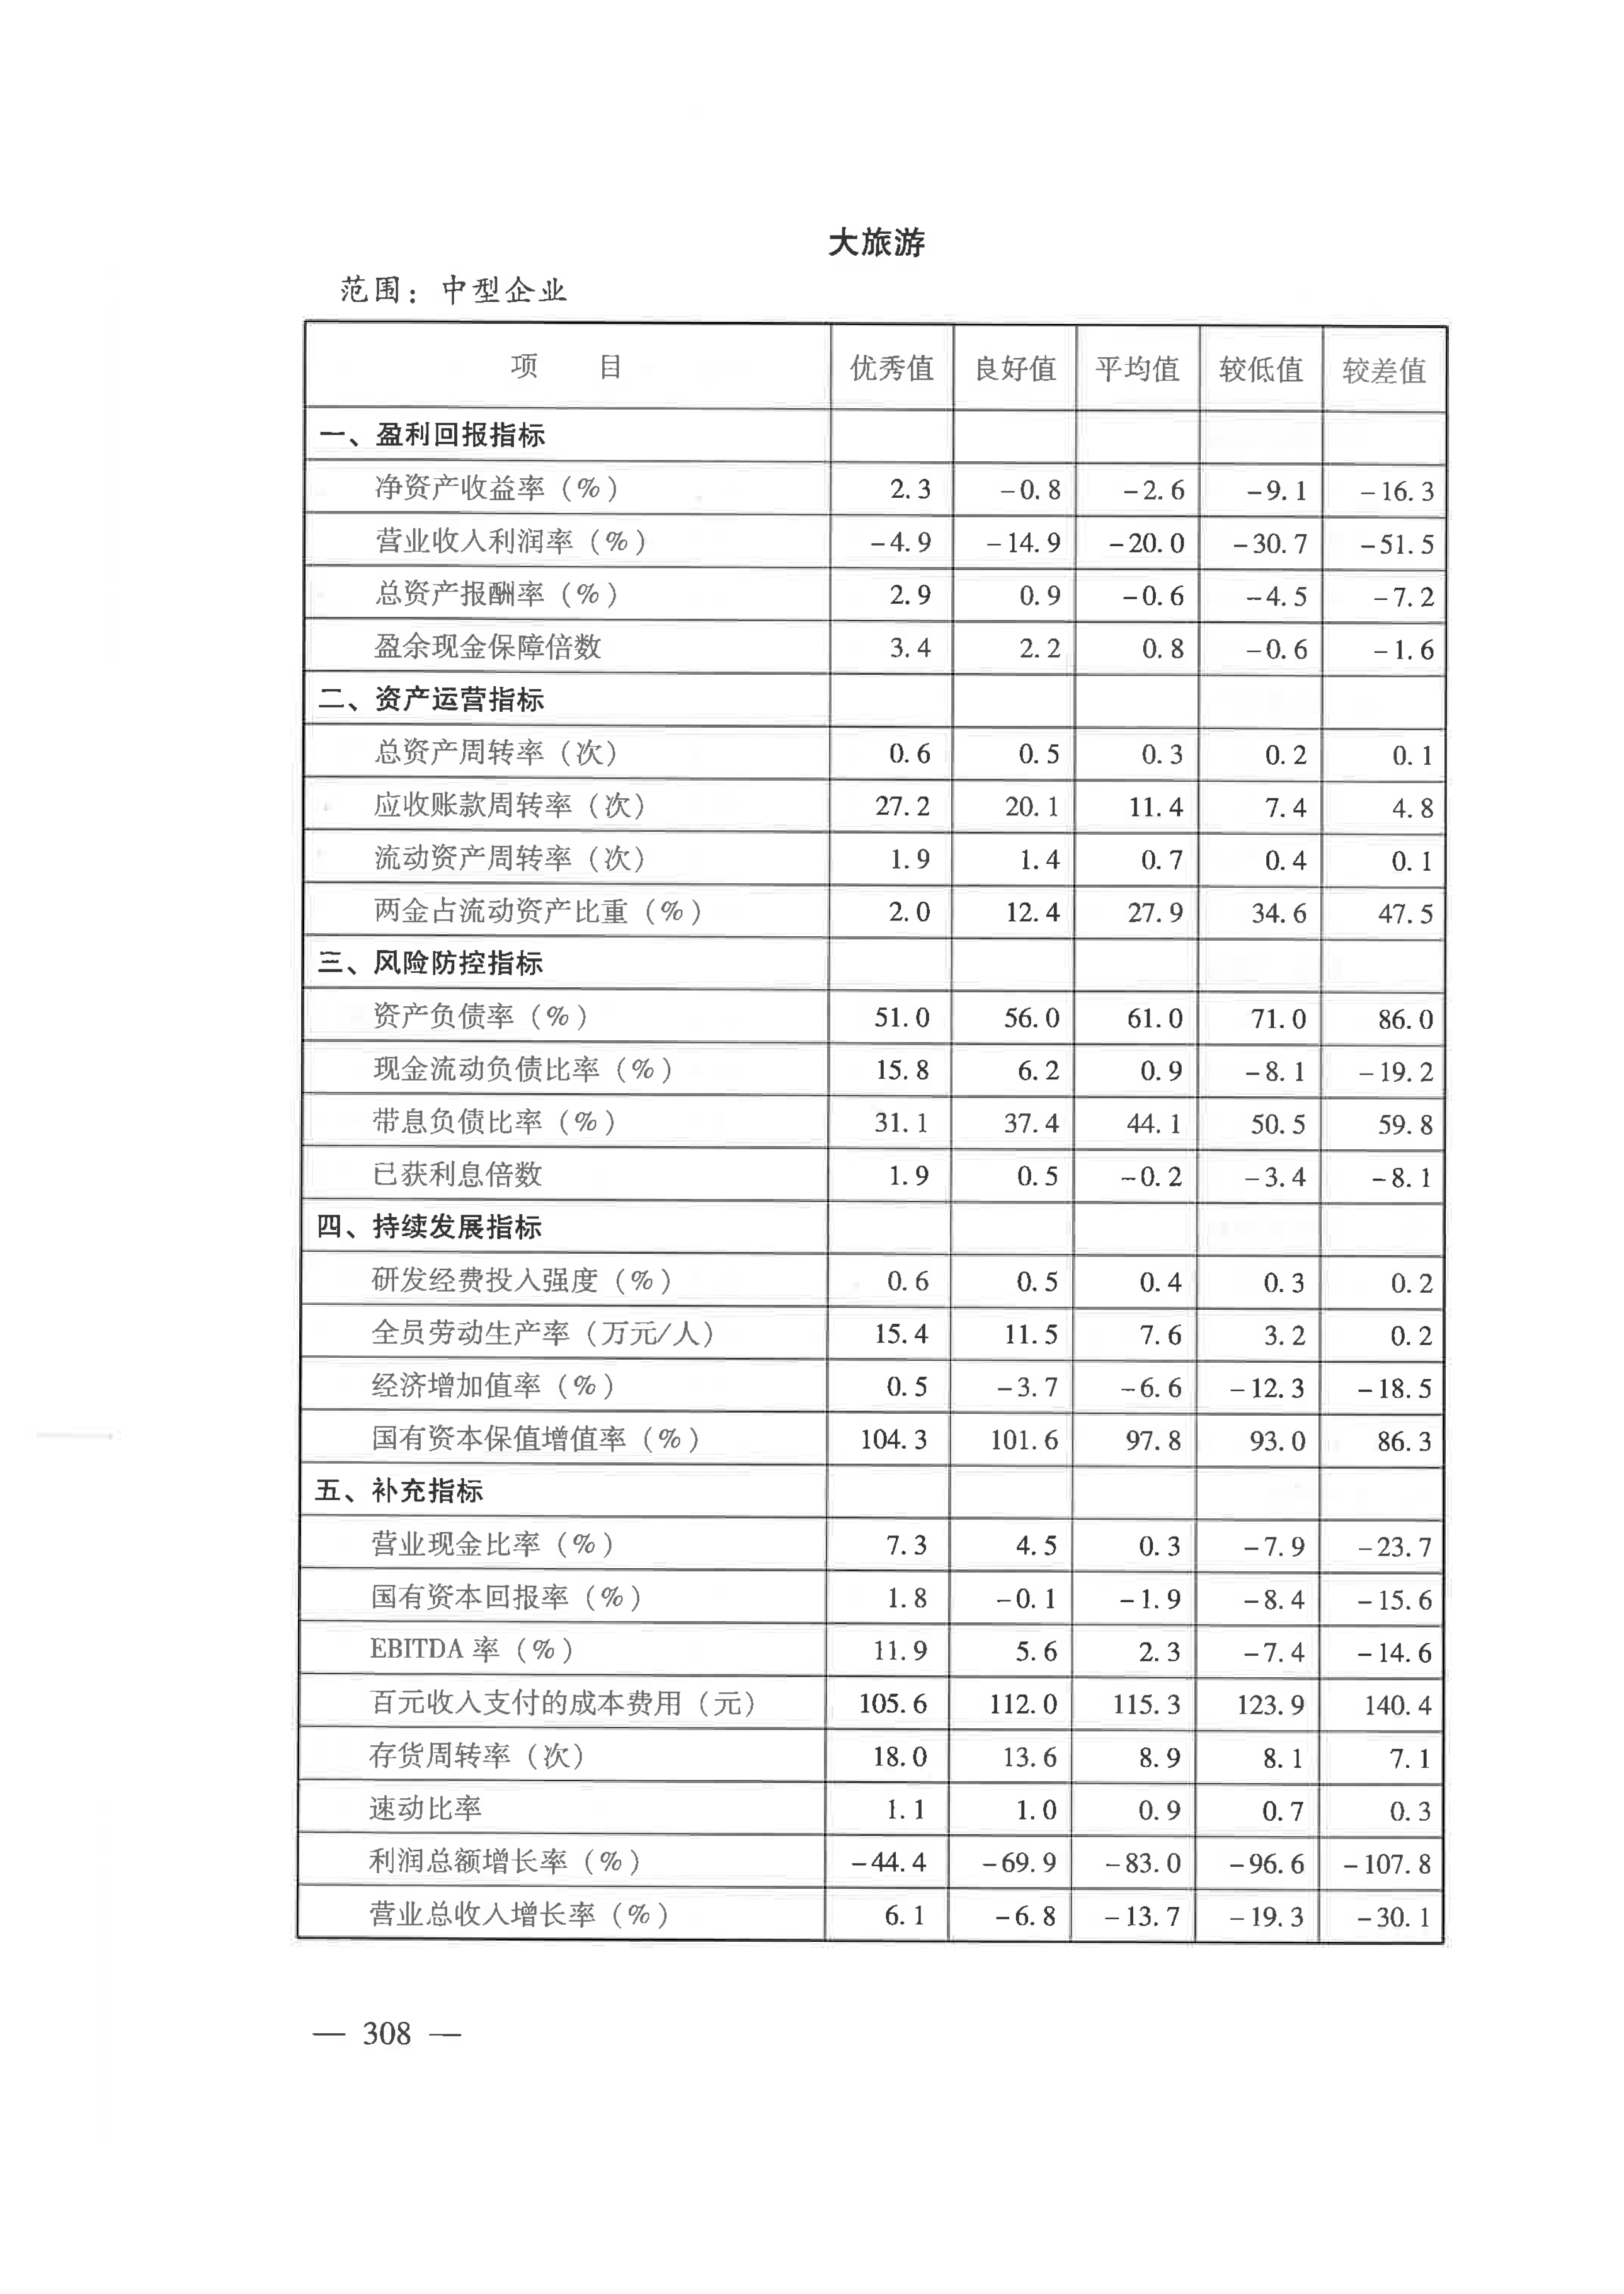 大旅游
范围：中型企业
项 目 优秀值 良好值 平均值 较低值 较差值
一、盈利回报指标
净资产收益率（%） 2.3 -0.8 -2.6 -9.1 -16.3
营业收入利润率（%） -4.9 -14.9 -20.0 -30.7 -51.5
总资产报酬率（%） 2.9 0.9 -0.6 -4.5 -7.2
盈余现金保障倍数 3.4 2.2 0.8 -0.6 -1.6
二、资产运营指标
总资产周转率（次） 0.6 0.5 0.3 0.2 0.1
应收账款周转率（次） 27.2 20.1 11.4 7.4 4.8
流动资产周转率（次） 1.9 1.4 0.7 0.4 0.1
两金占流动资产比重（%） 2.0 12.4 27.9 34.6 47.5
三、风险防控指标
资产负债率（%） 51.0 56.0 61.0 71.0 86.0
现金流动负债比率（%） 15.8 6.2 0.9 -8.1 -19.2
带息负债比率（%） 31.1 37.4 44.1 50.5 59.8
已获利息倍数 1.9 0.5 -0.2 -3.4 -8.1
四、持续发展指标
研发经费投入强度（%） 0.6 0.5 0.4 0.3 0.2
全员劳动生产率（万元/人） 15.4 11.5 7.6 3.2 0.2
经济增加值率（%） 0.5 -3.7 -6.6 -12.3 -18.5
国有资本保值增值率（%） 104.3 101.6 97.8 93.0 86.3
五、补充指标
营业现金比率（%） 7.3 4.5 0.3 -7.9 -23.7
国有资本回报率（%） 1.8 -0.1 -1.9 -8.4 -15.6
EBITDA 率（%） 11.9 5.6 2.3 -7.4 -14.6
百元收入支付的成本费用（元） 105.6 112.0 115.3 123.9 140.4
存货周转率（次） 18.0 13.6 8.9 8.1 7.1
速动比率 1.1 1.0 0.9 0.7 0.3
利润总额增长率（%） -44.4 -69.9 -83.0 -96.6 -107.8
营业总收入增长率（%） 6.1 -6.8 -13.7 -19.3 -30.1
— 308 —